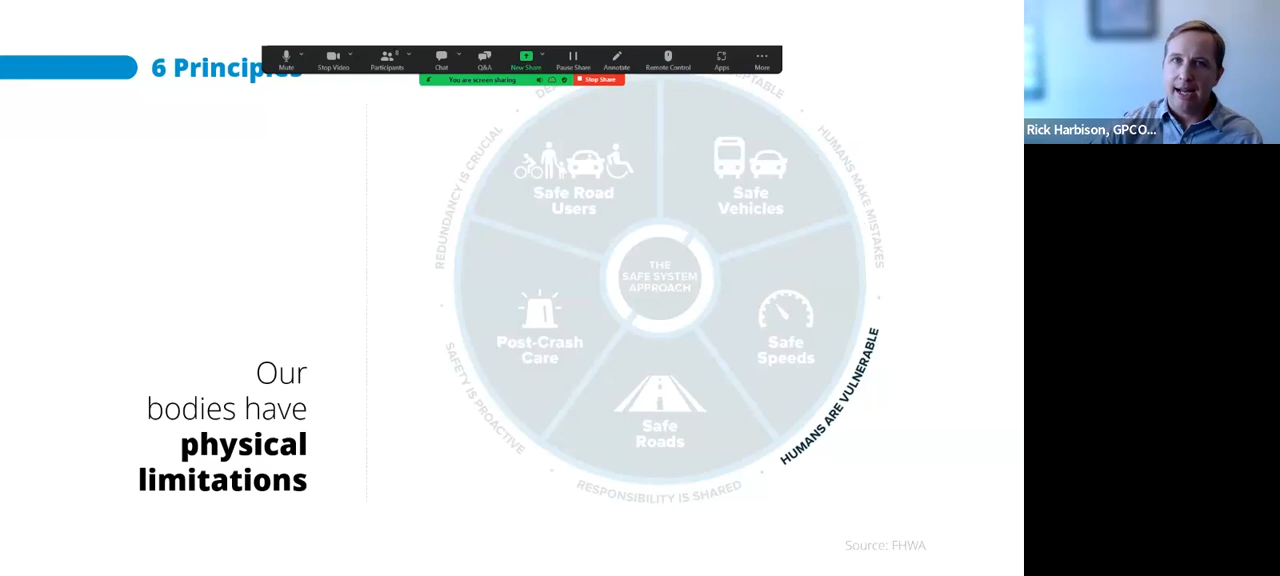 6 Principles
Mute
Stop Video
Participants
8
Chat
Q&A
New Share
Pause Share
Annotate
Remote Control
Apps
More
You are screen sharing
Stop Share
Rick Harbison, GPCO...
REDUNDANCY IS CRUCIAL
HUMANS MAKE MISTAKES
HUMANS ARE VULNERABLE
RESPONSIBILITY IS SHARED
SAFETY IS PROACTIVE
Safe Road
Users
Safe
Vehicles
THE
SAFE SYSTEM
APPROACH
Post-Crash
Care
Safe
Speeds
Safe
Roads
Our
bodies have
physical
limitations
Source: FHWA